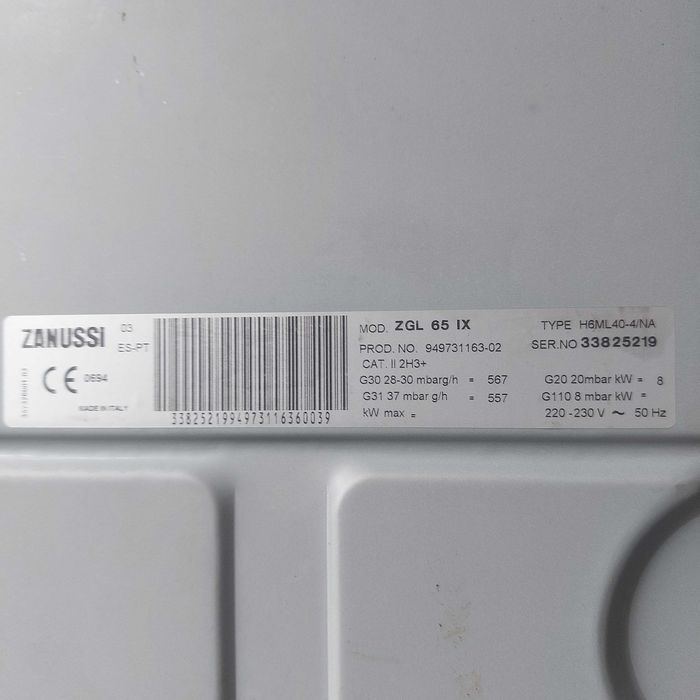 ZANUSSI 03
ES-PT
CE 0694
MADE IN ITALY
3382521994973116360039
MOD. ZGL 65 IX TYPE H6ML40-4/NA
PROD. NO. 949731163-02 SER.NO 33825219
CAT. II 2H3+
G30 28-30 mbarg/h = 567 G20 20mbar kW = 8
G31 37 mbar g/h = 557 G110 8 mbar kW =
kW max = 220 -230 V ~ 50 Hz